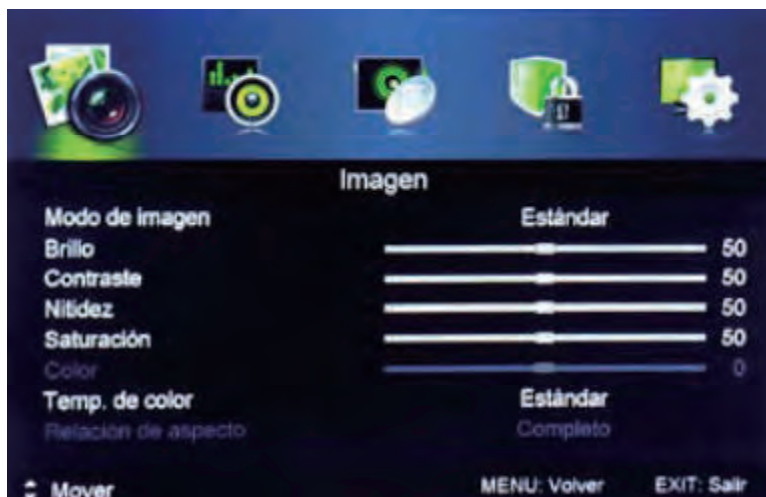 Imagen
Modo de imagen Estándar
Brillo 50
Contraste 50
Nitidez 50
Saturación 50
Color 0
Temp. de color Estándar
Relación de aspecto Completo
Mover MENU: Volver EXIT: Salir